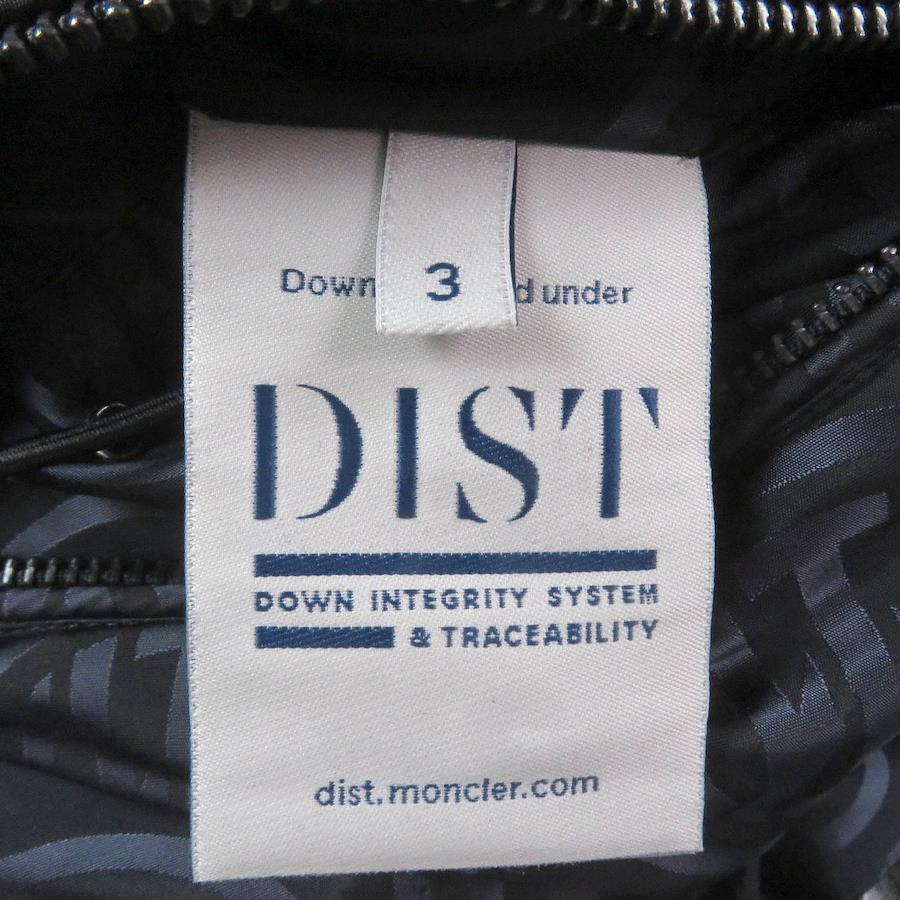 3
Down d under
DIST
DOWN INTEGRITY SYSTEM
& TRACEABILITY
dist.moncler.com